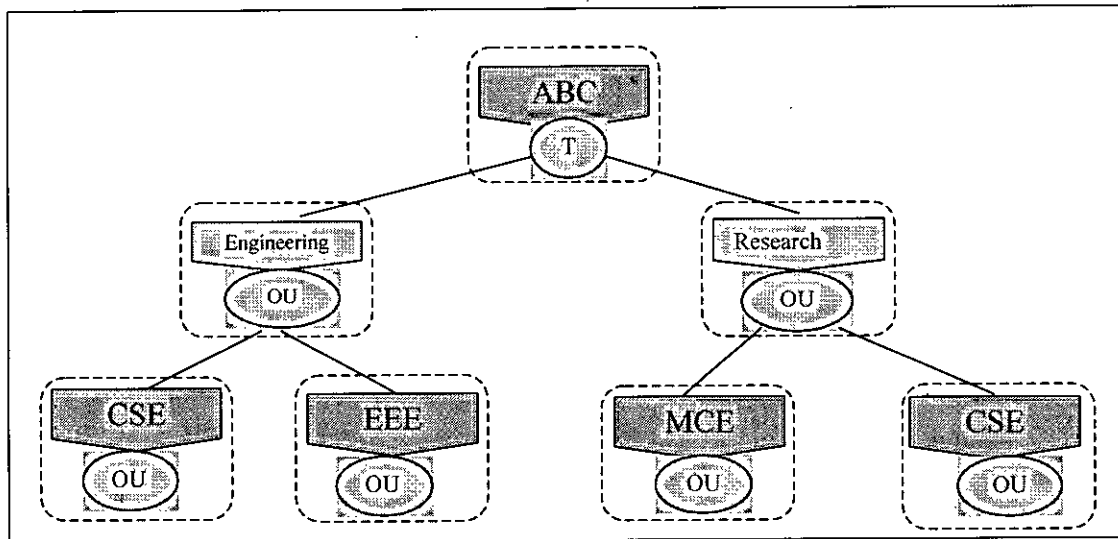 ABC
T
Engineering
OU
Research
OU
CSE
OU
EEE
OU
MCE
OU
CSE
OU